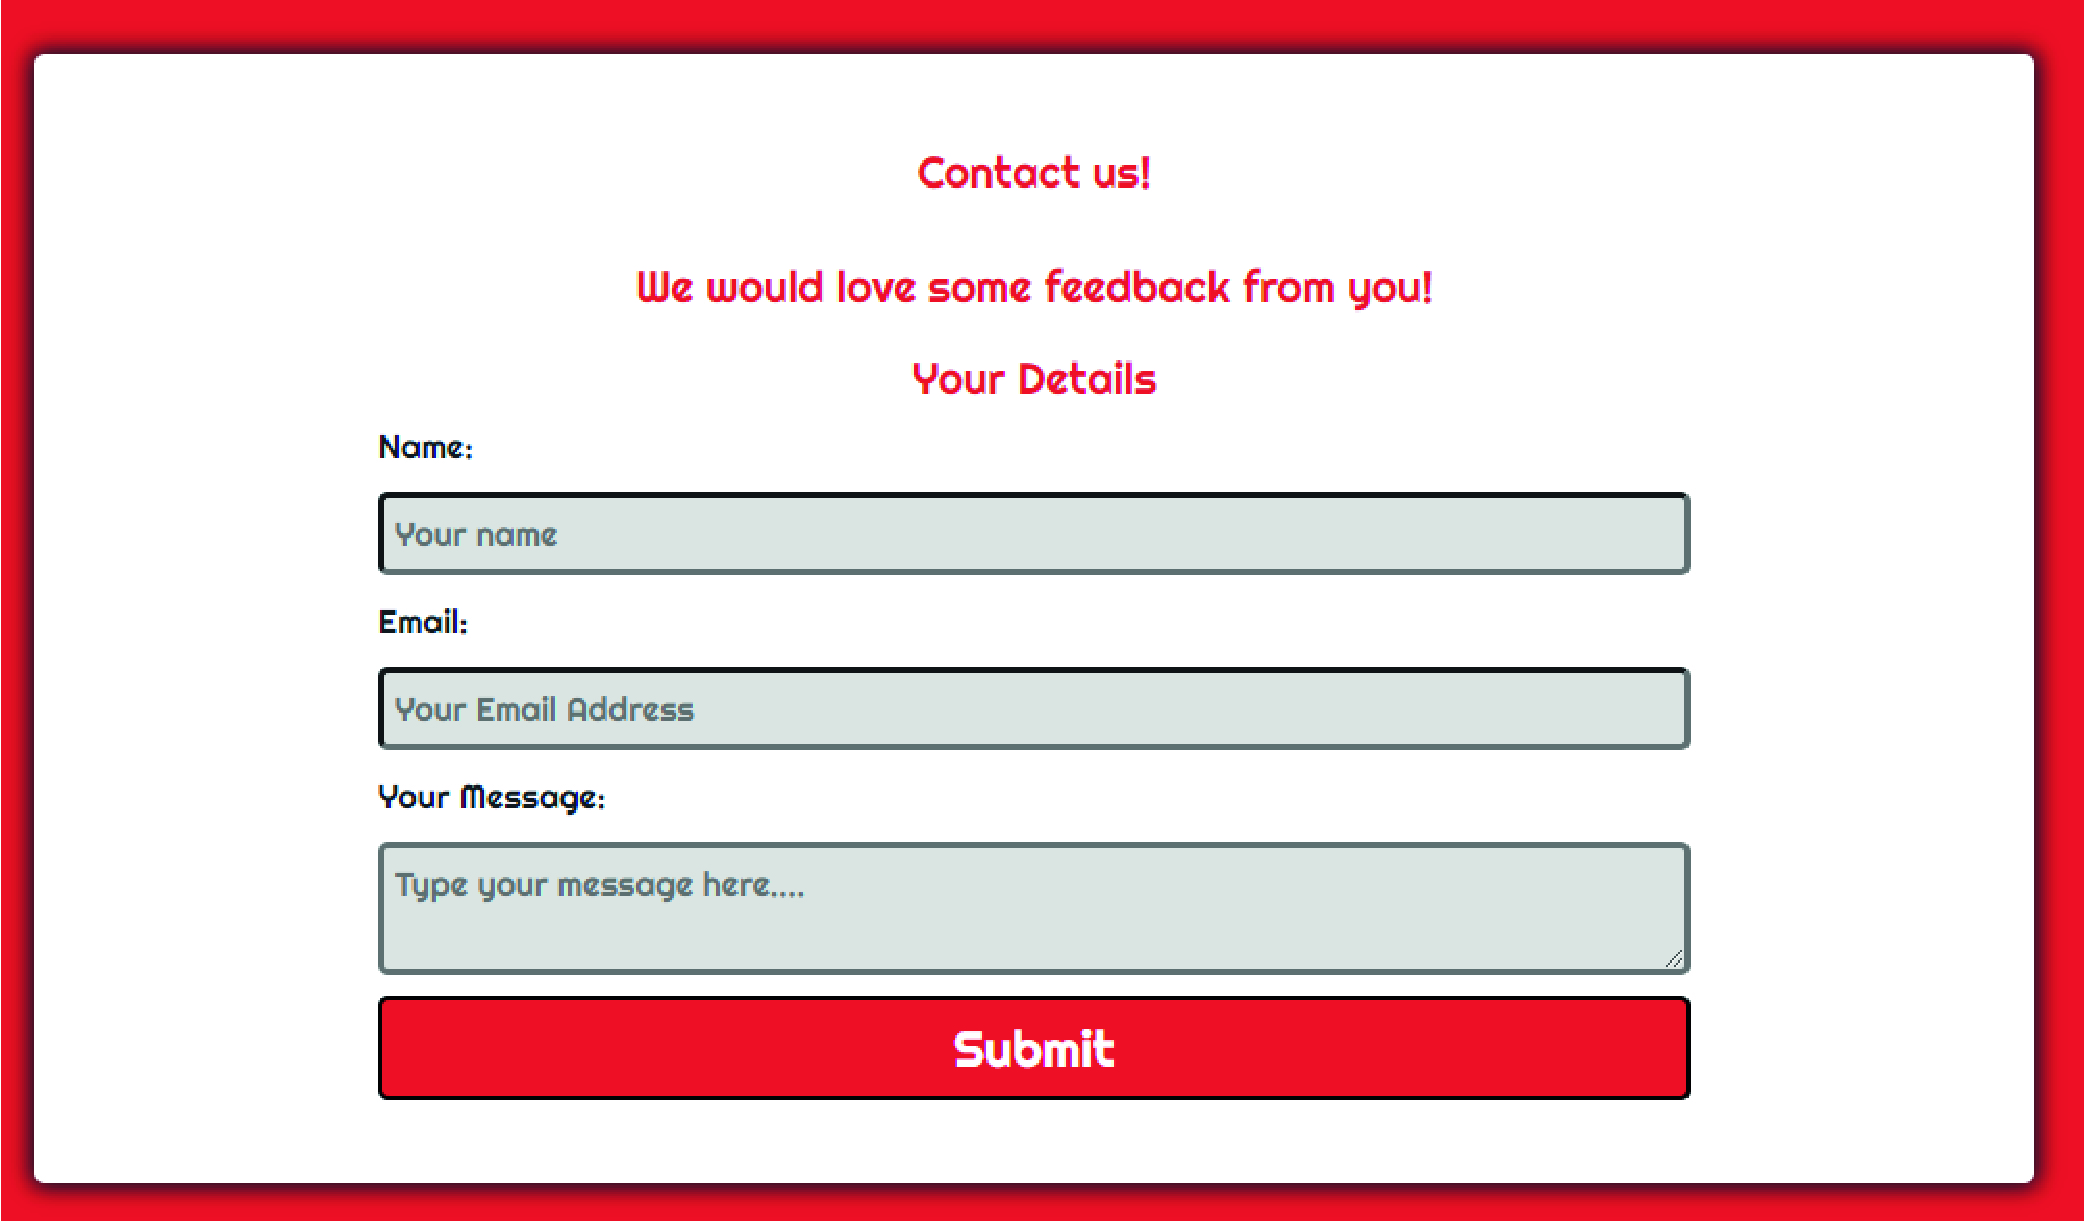 Contact us!
We would love some feedback from you!
Your Details
Name:
Your name
Email:
Your Email Address
Your Message:
Type your message here....
Submit